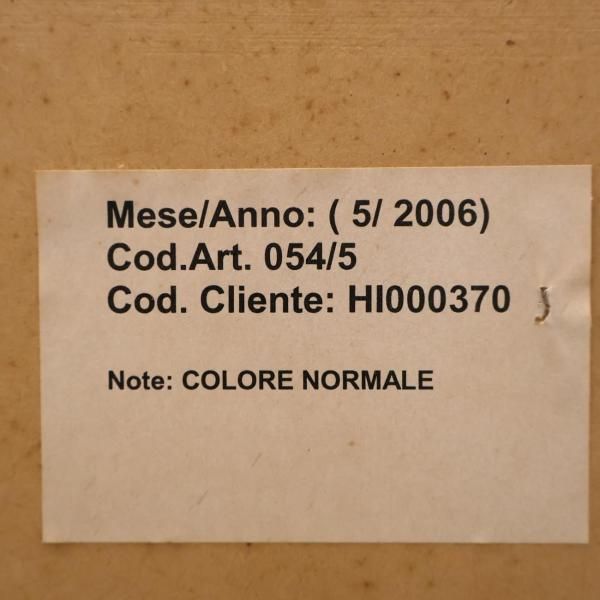 Mese/Anno: ( 5/ 2006)
Cod.Art. 054/5
Cod. Cliente: HI000370
Note: COLORE NORMALE